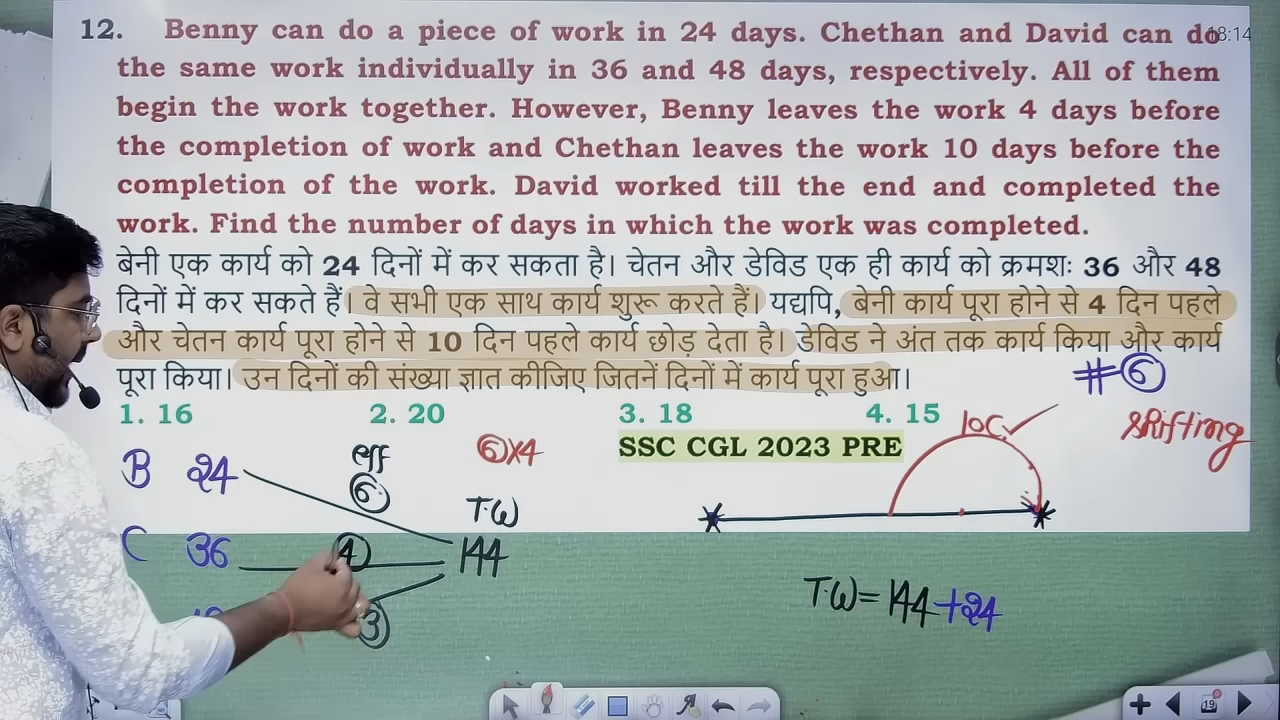 12. Benny can do a piece of work in 24 days. Chethan and David can do
18:14
the same work individually in 36 and 48 days, respectively. All of them
begin the work together. However, Benny leaves the work 4 days before
the completion of work and Chethan leaves the work 10 days before the
completion of the work. David worked till the end and completed the
work. Find the number of days in which the work was completed.
बेनी एक कार्य को 24 दिनों में कर सकता है। चेतन और डेविड एक ही कार्य को क्रमशः 36 और 48
दिनों में कर सकते हैं। वे सभी एक साथ कार्य शुरू करते हैं। यद्यपि, बेनी कार्य पूरा होने से 4 दिन पहले
और चेतन कार्य पूरा होने से 10 दिन पहले कार्य छोड़ देता है। डेविड ने अंत तक कार्य किया और कार्य
पूरा किया। उन दिनों की संख्या ज्ञात कीजिए जितनें दिनों में कार्य पूरा हुआ।
#6
1. 16 2. 20 3. 18 4. 15
10C ✓
Shifting
SSC CGL 2023 PRE
B 24 eff 6 6x4
T.W
C 36 4 144
3
T.W = 144 + 24
19